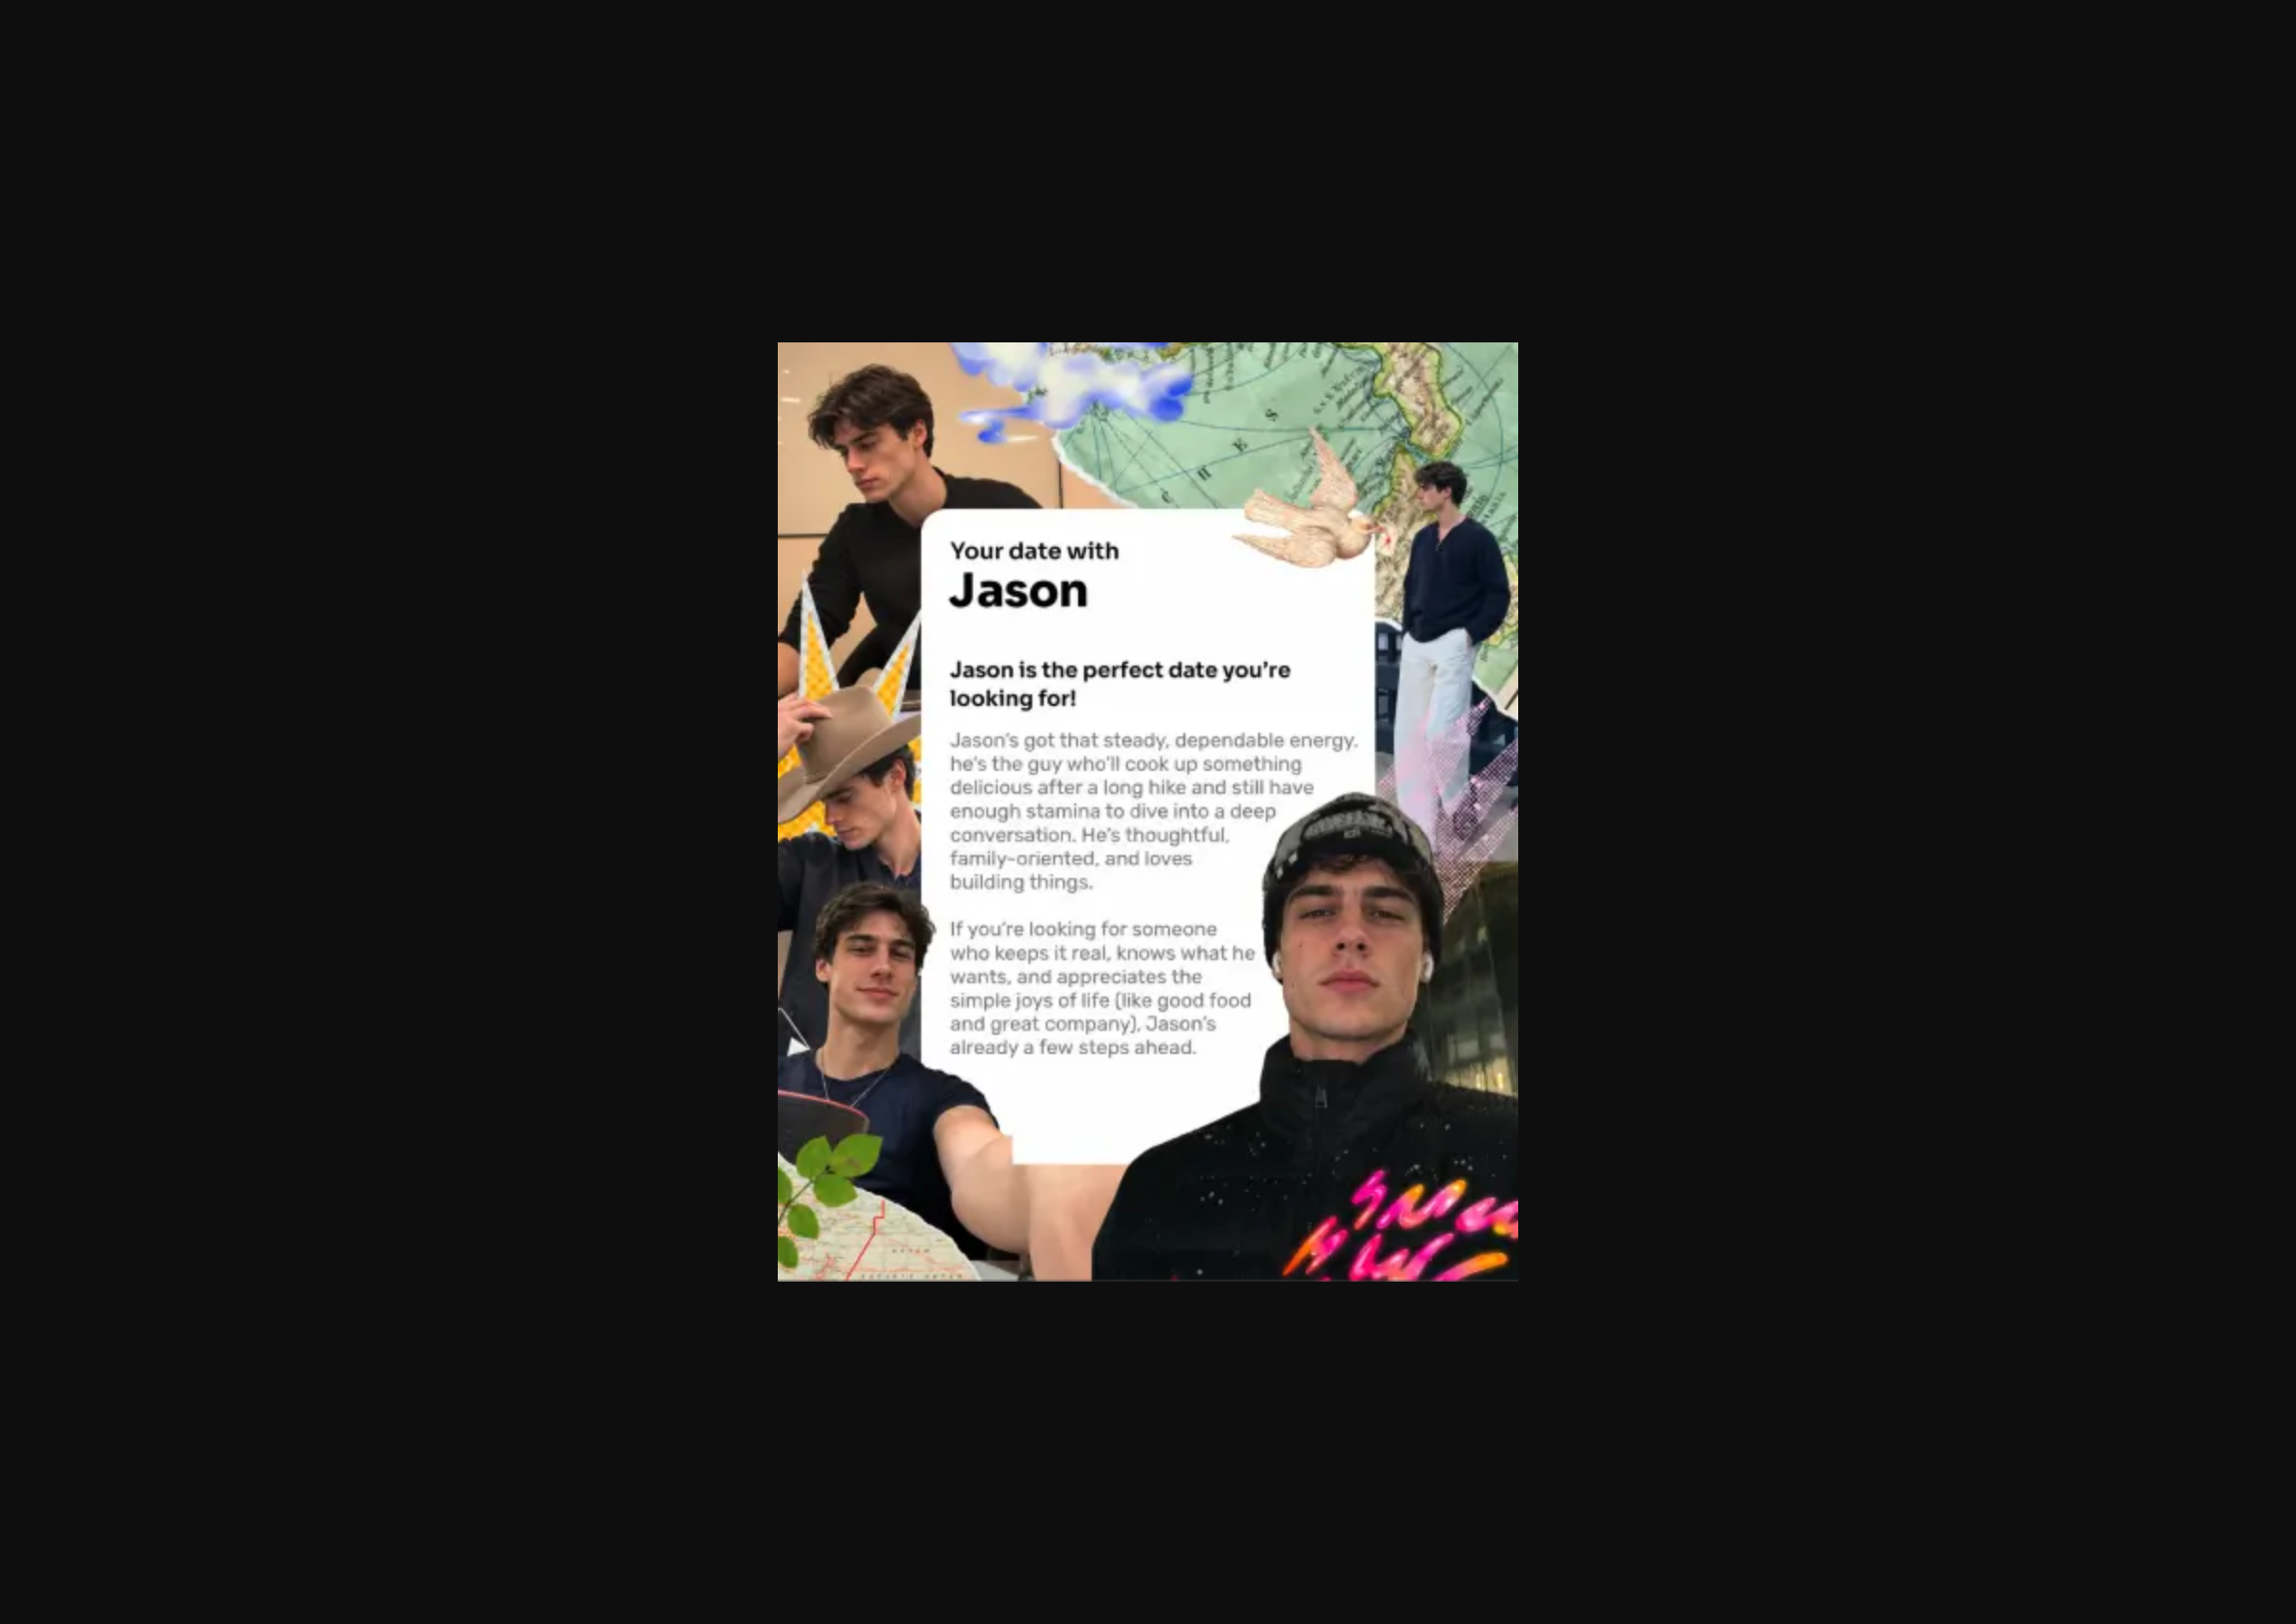 Your date with
Jason
Jason is the perfect date you’re
looking for!
Jason’s got that steady, dependable energy,
he’s the guy who’ll cook up something
delicious after a long hike and still have
enough stamina to dive into a deep
conversation. He’s thoughtful,
family-oriented, and loves
building things.
If you’re looking for someone
who keeps it real, knows what he
wants, and appreciates the
simple joys of life (like good food
and great company), Jason’s
already a few steps ahead.
C H E S